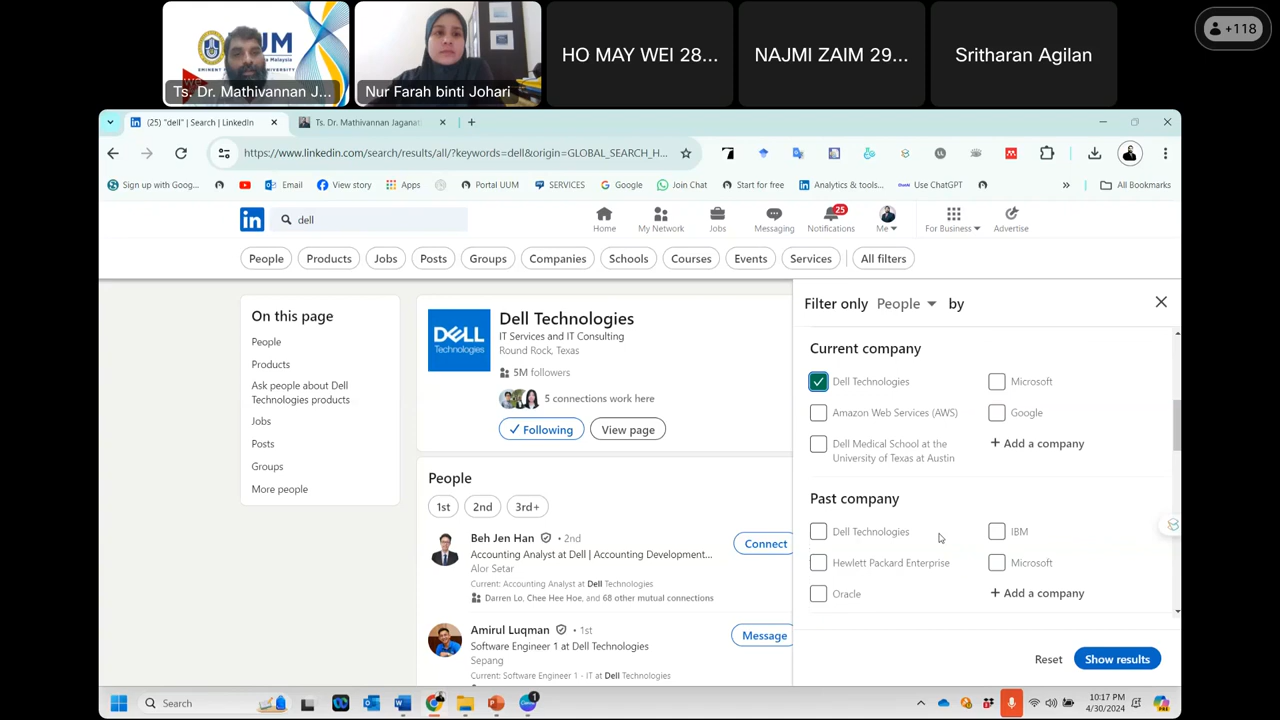 UUM
EMINENT
Ts. Dr. Mathivannan J...
Nur Farah binti Johari
HO MAY WEI 28...
NAJMI ZAIM 29...
Sritharan Agilan
+118
(25) "dell" | Search | LinkedIn
Ts. Dr. Mathivannan Jaganat
https://www.linkedin.com/search/results/all/?keywords=dell&origin=GLOBAL_SEARCH_H...
Sign up with Goog...
Email
View story
Apps
Portal UUM
SERVICES
Google
Join Chat
Start for free
Analytics & tools...
Use ChatGPT
All Bookmarks
in
dell
Home
My Network
Jobs
Messaging
25
Notifications
Me
For Business
Advertise
People
Products
Jobs
Posts
Groups
Companies
Schools
Courses
Events
Services
All filters
On this page
People
Products
Ask people about Dell
Technologies products
Jobs
Posts
Groups
More people
DELL
Technologies
Dell Technologies
IT Services and IT Consulting
Round Rock, Texas
5M followers
5 connections work here
Following
View page
People
1st
2nd
3rd+
Beh Jen Han • 2nd
Accounting Analyst at Dell | Accounting Development...
Alor Setar
Current: Accounting Analyst at Dell Technologies
Darren Lo, Chee Hee Hoe, and 68 other mutual connections
Connect
Amirul Luqman • 1st
Software Engineer 1 at Dell Technologies
Sepang
Current: Software Engineer 1 - IT at Dell Technologies
Message
Filter only People by
Current company
Dell Technologies
Microsoft
Amazon Web Services (AWS)
Google
Dell Medical School at the
University of Texas at Austin
+ Add a company
Past company
Dell Technologies
IBM
Hewlett Packard Enterprise
Microsoft
Oracle
+ Add a company
Reset
Show results
Search
1
10:17 PM
4/30/2024